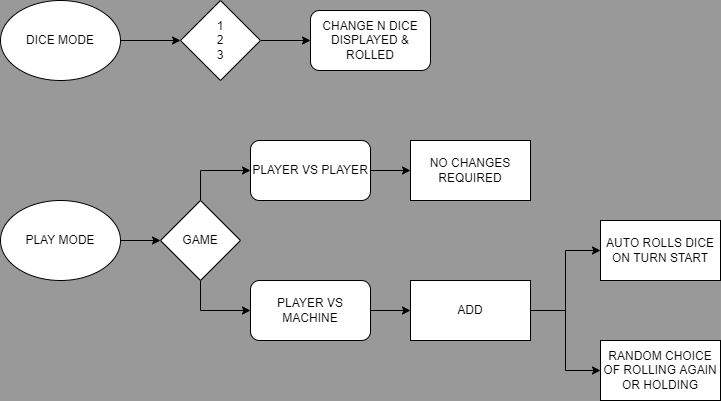 DICE MODE
1
2
3
CHANGE N DICE
DISPLAYED &
ROLLED
PLAYER VS PLAYER
NO CHANGES
REQUIRED
PLAY MODE
GAME
PLAYER VS
MACHINE
ADD
AUTO ROLLS DICE
ON TURN START
RANDOM CHOICE
OF ROLLING AGAIN
OR HOLDING